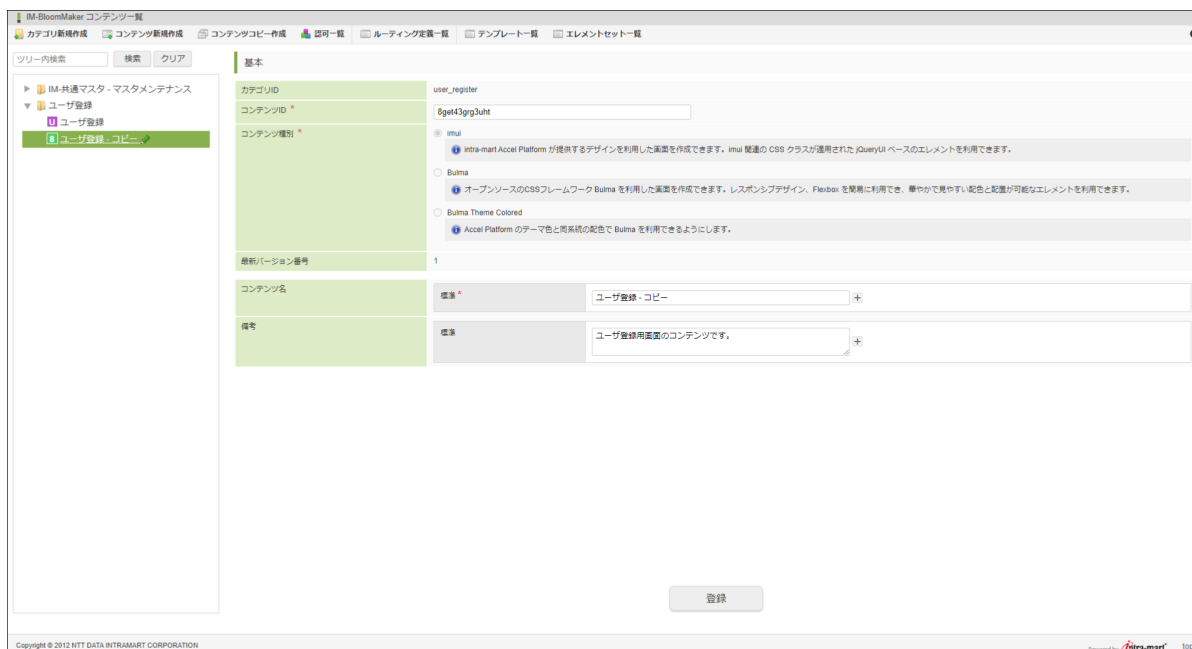 IM-BloomMaker コンテンツ一覧
カテゴリ新規作成 コンテンツ新規作成 コンテンツコピー作成 認可一覧 ルーティング定義一覧 テンプレート一覧 エレメントセット一覧
ツリー内検索 検索 クリア
IM-共通マスタ - マスタメンテナンス
ユーザ登録
U ユーザ登録
8 ユーザ登録 - コピー
基本
カテゴリID user_register
コンテンツID * 8get43grg3uht
コンテンツ種別 * imui
intra-mart Accel Platform が提供するデザインを利用した画面を作成できます。imui 関連の CSS クラスが適用された jQueryUI ベースのエレメントを利用できます。
Bulma
オープンソースのCSSフレームワーク Bulma を利用した画面を作成できます。レスポンシブデザイン、Flexbox を簡易に利用でき、華やかで見やすい配色と配置が可能なエレメントを利用できます。
Bulma Theme Colored
Accel Platform のテーマ色と同系統の配色で Bulma を利用できるようにします。
最新バージョン番号 1
コンテンツ名 標準 * ユーザ登録 - コピー
備考 標準 ユーザ登録用画面のコンテンツです。
登録
Copyright © 2012 NTT DATA INTRAMART CORPORATION
Powered by intra-mart top